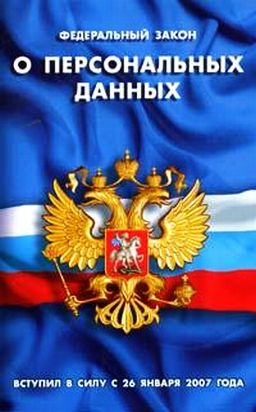 ФЕДЕРАЛЬНЫЙ ЗАКОН
О ПЕРСОНАЛЬНЫХ
ДАННЫХ
ВСТУПИЛ В СИЛУ С 26 ЯНВАРЯ 2007 ГОДА